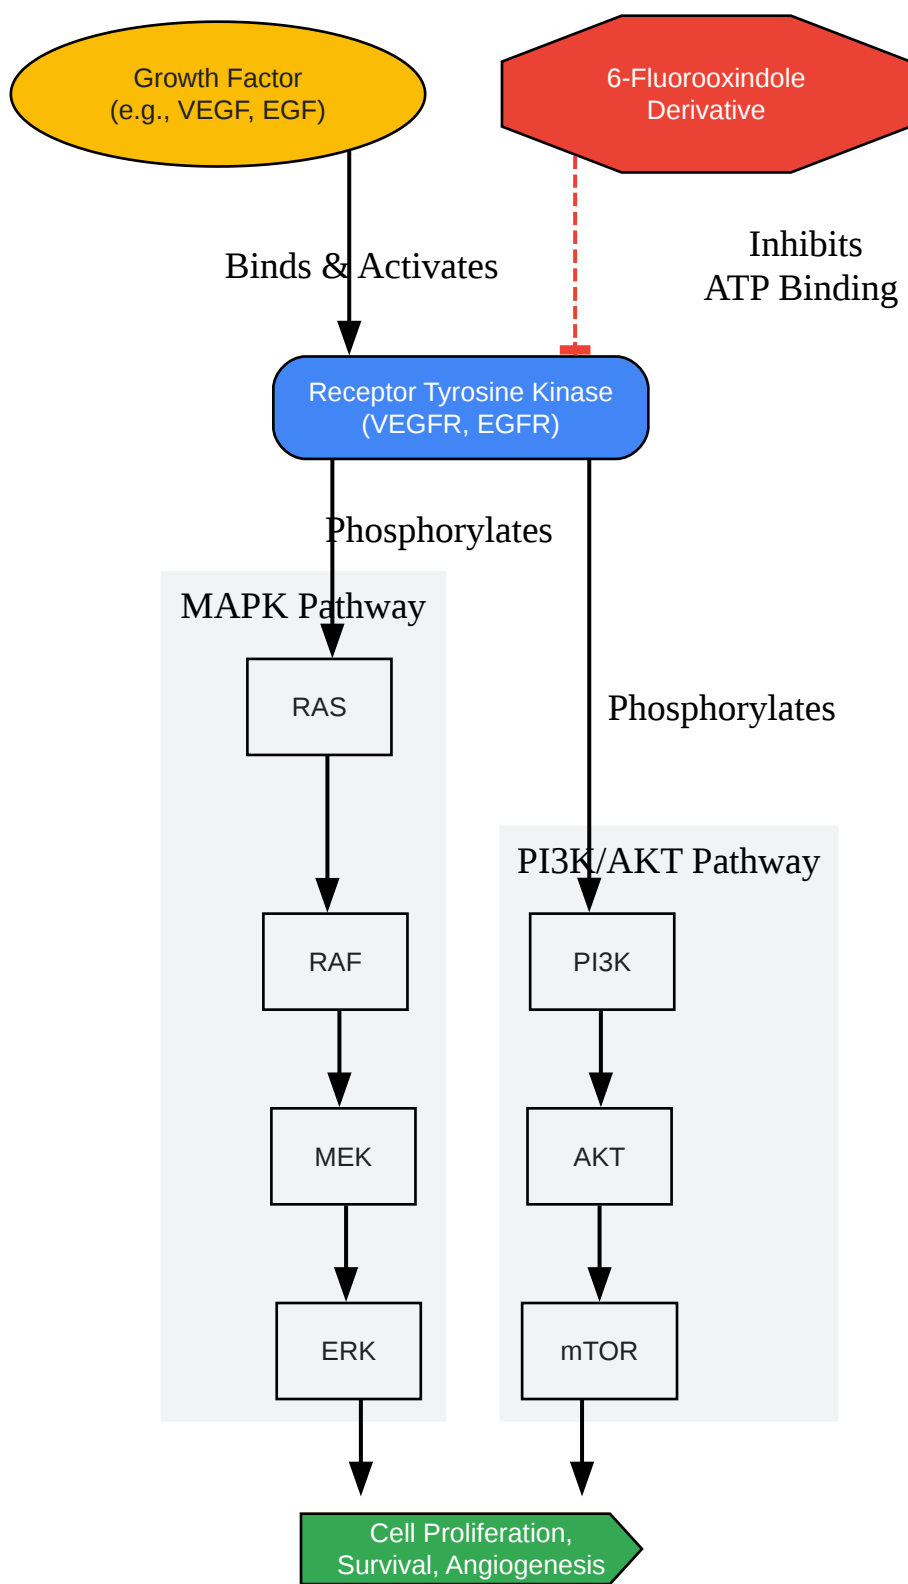 Growth Factor
(e.g., VEGF, EGF)
6-Fluorooxindole
Derivative
Binds & Activates
Inhibits
ATP Binding
Receptor Tyrosine Kinase
(VEGFR, EGFR)
Phosphorylates
MAPK Pathway
RAS
Phosphorylates
PI3K/AKT Pathway
RAF
PI3K
MEK
AKT
ERK
mTOR
Cell Proliferation,
Survival, Angiogenesis